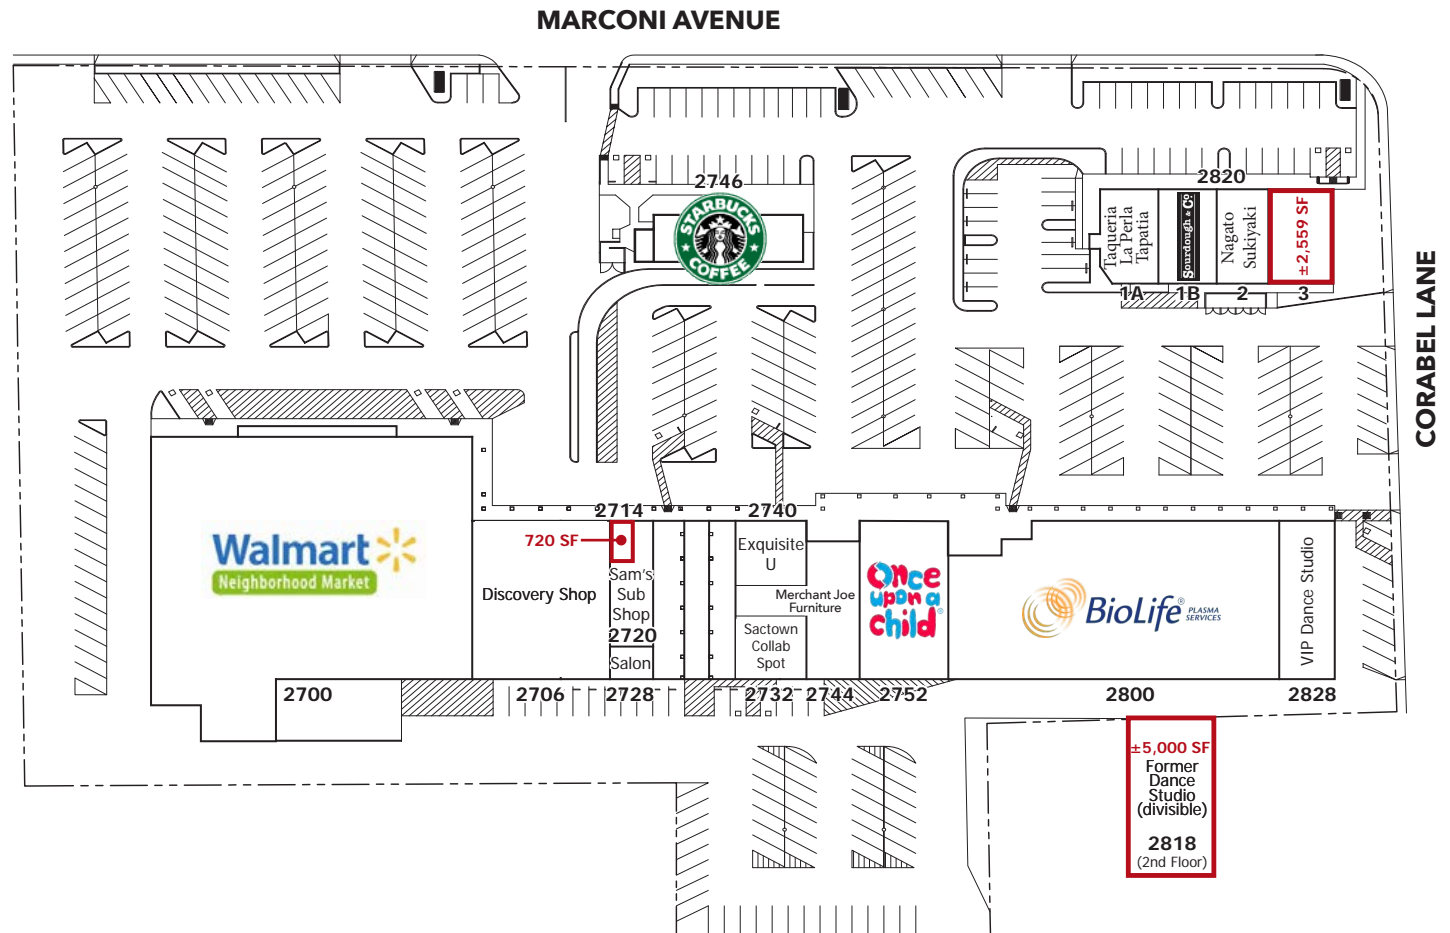 MARCONI AVENUE
2746
STARBUCKS
COFFEE
2820
Taqueria
La Perla
Tapatia
Sourdough & Co
Nagato
Sukiyaki
±2,559 SF
1A
1B
2
3
CORABEL LANE
2714
2740
720 SF
Walmart
Neighborhood Market
Discovery Shop
Sam's
Sub
Shop
2720
Salon
Exquisite
U
Merchant Joe
Furniture
Sactown
Collab
Spot
Once
upon a
child®
BioLife®
PLASMA
SERVICES
VIP Dance Studio
2700
2706
2728
2732
2744
2752
2800
2828
±5,000 SF
Former
Dance
Studio
(divisible)
2818
(2nd Floor)